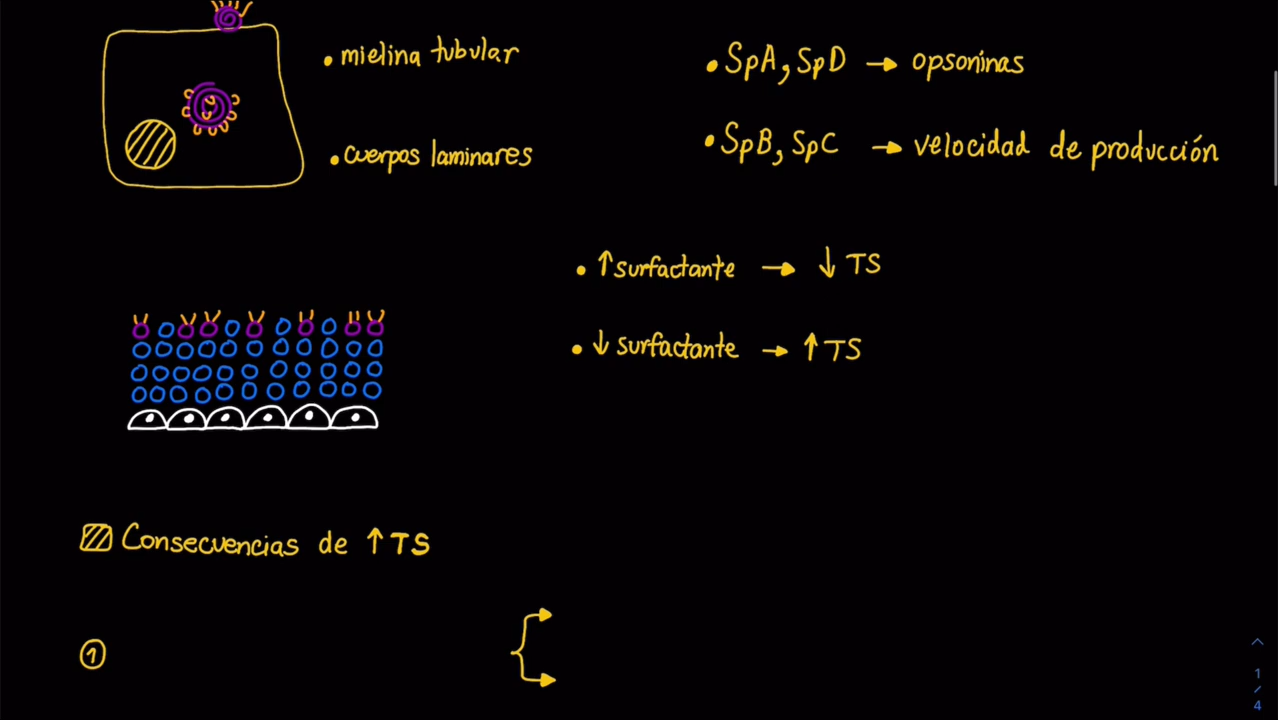 • mielina tubular
• cuerpos laminares
• SpA, SpD → opsoninas
• SpB, SpC → velocidad de producción
• ↑ surfactante → ↓ TS
• ↓ surfactante → ↑ TS
Consecuencias de ↑ TS
①
1
/
4